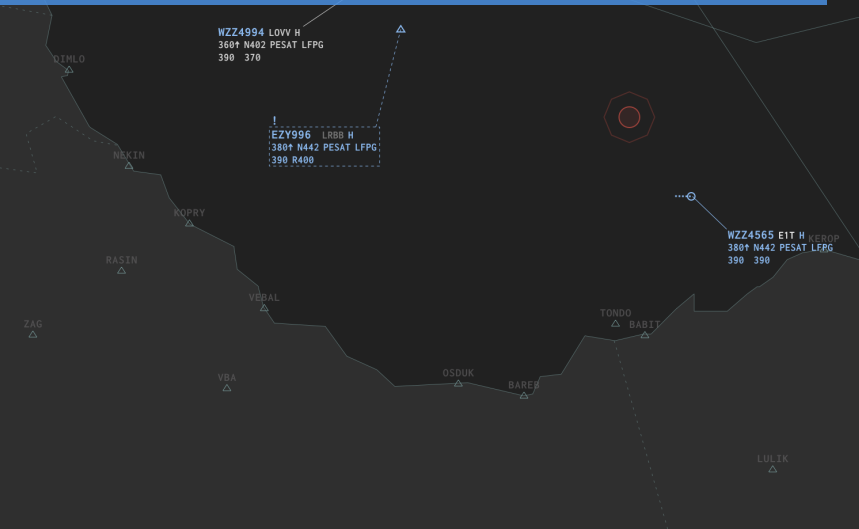 WZZ4994 LOVV H
360↑ N402 PESAT LFPG
390 370
DIMLO
!
EZY996 LRBB H
380↑ N442 PESAT LFPG
390 R400
NEKIN
KOPRY
WZZ4565 E1T H
KEROP
380↑ N442 PESAT LFPG
390 390
RASIN
VEBAL
TONDO
ZAG
BABIT
VBA
OSDUK
BAREB
LULIK